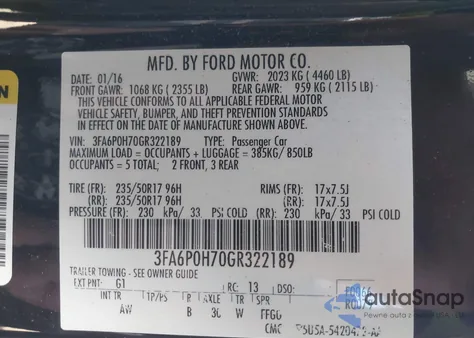 MFD. BY FORD MOTOR CO.
DATE: 01/16 GVWR: 2023 KG ( 4460 LB)
FRONT GAWR: 1068 KG ( 2355 LB) REAR GAWR: 959 KG ( 2115 LB)
THIS VEHICLE CONFORMS TO ALL APPLICABLE FEDERAL MOTOR
VEHICLE SAFETY, BUMPER, AND THEFT PREVENTION STANDARDS
IN EFFECT ON THE DATE OF MANUFACTURE SHOWN ABOVE.
VIN: 3FA6P0H70GR322189 TYPE: Passenger Car
MAXIMUM LOAD = OCCUPANTS + LUGGAGE = 385KG/ 850LB
OCCUPANTS = 5 TOTAL; 2 FRONT, 3 REAR
TIRE (FR): 235/50R17 96H RIMS (FR): 17x7.5J
(RR): 235/50R17 96H (RR): 17x7.5J
PRESSURE (FR): 230 kPa/ 33 PSI COLD (RR): 230 kPa/ 33 PSI COLD
3FA6P0H70GR322189
TRAILER TOWING - SEE OWNER GUIDE
EXT PNT: G1 RC: 13 DSO:
INT TR TP/PS R AXLE TR SPR
AW B 30 W FFGG
CMC
autoSnap